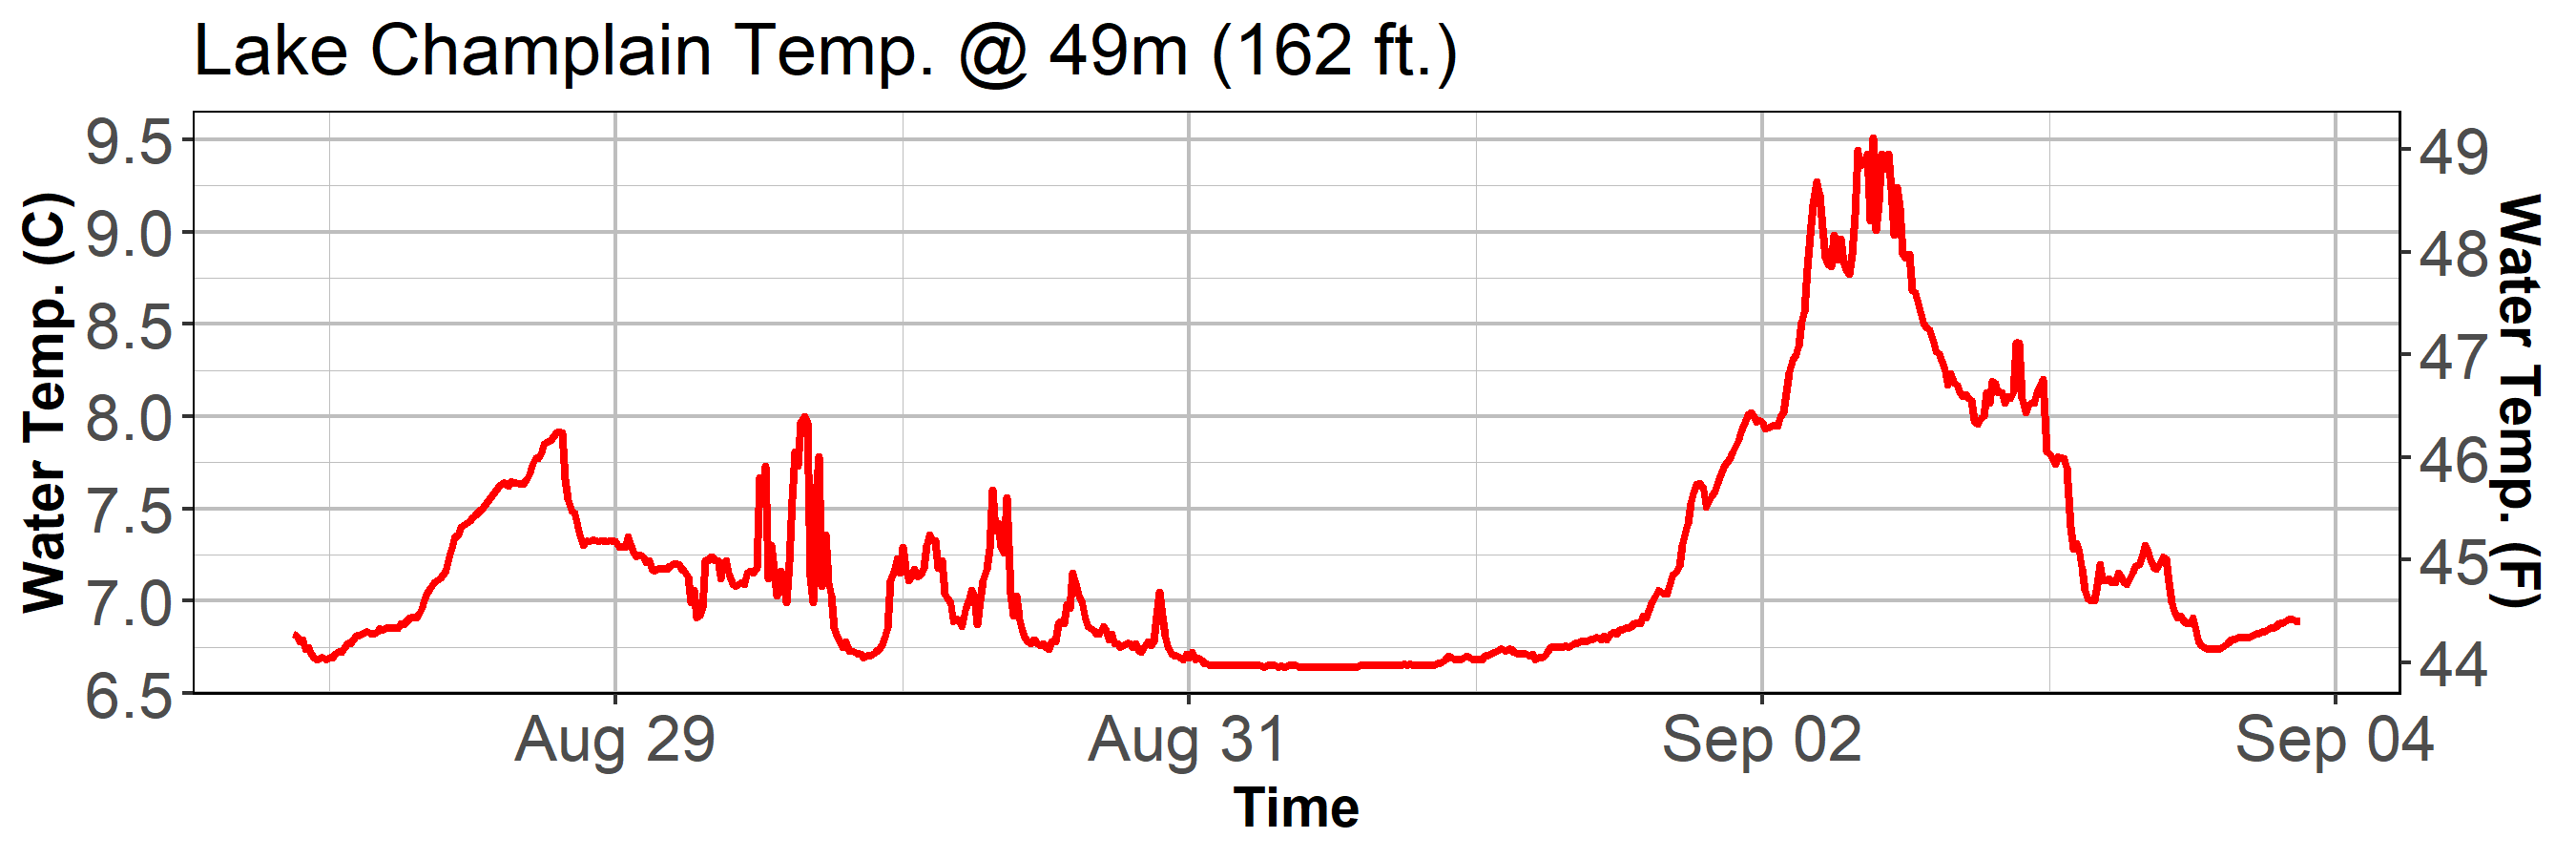 Lake Champlain Temp. @ 49m (162 ft.)
Water Temp. (C)
9.5
9.0
8.5
8.0
7.5
7.0
6.5
49
48
47
46
45
44
Water Temp. (F)
Aug 29 Aug 31 Sep 02 Sep 04
Time